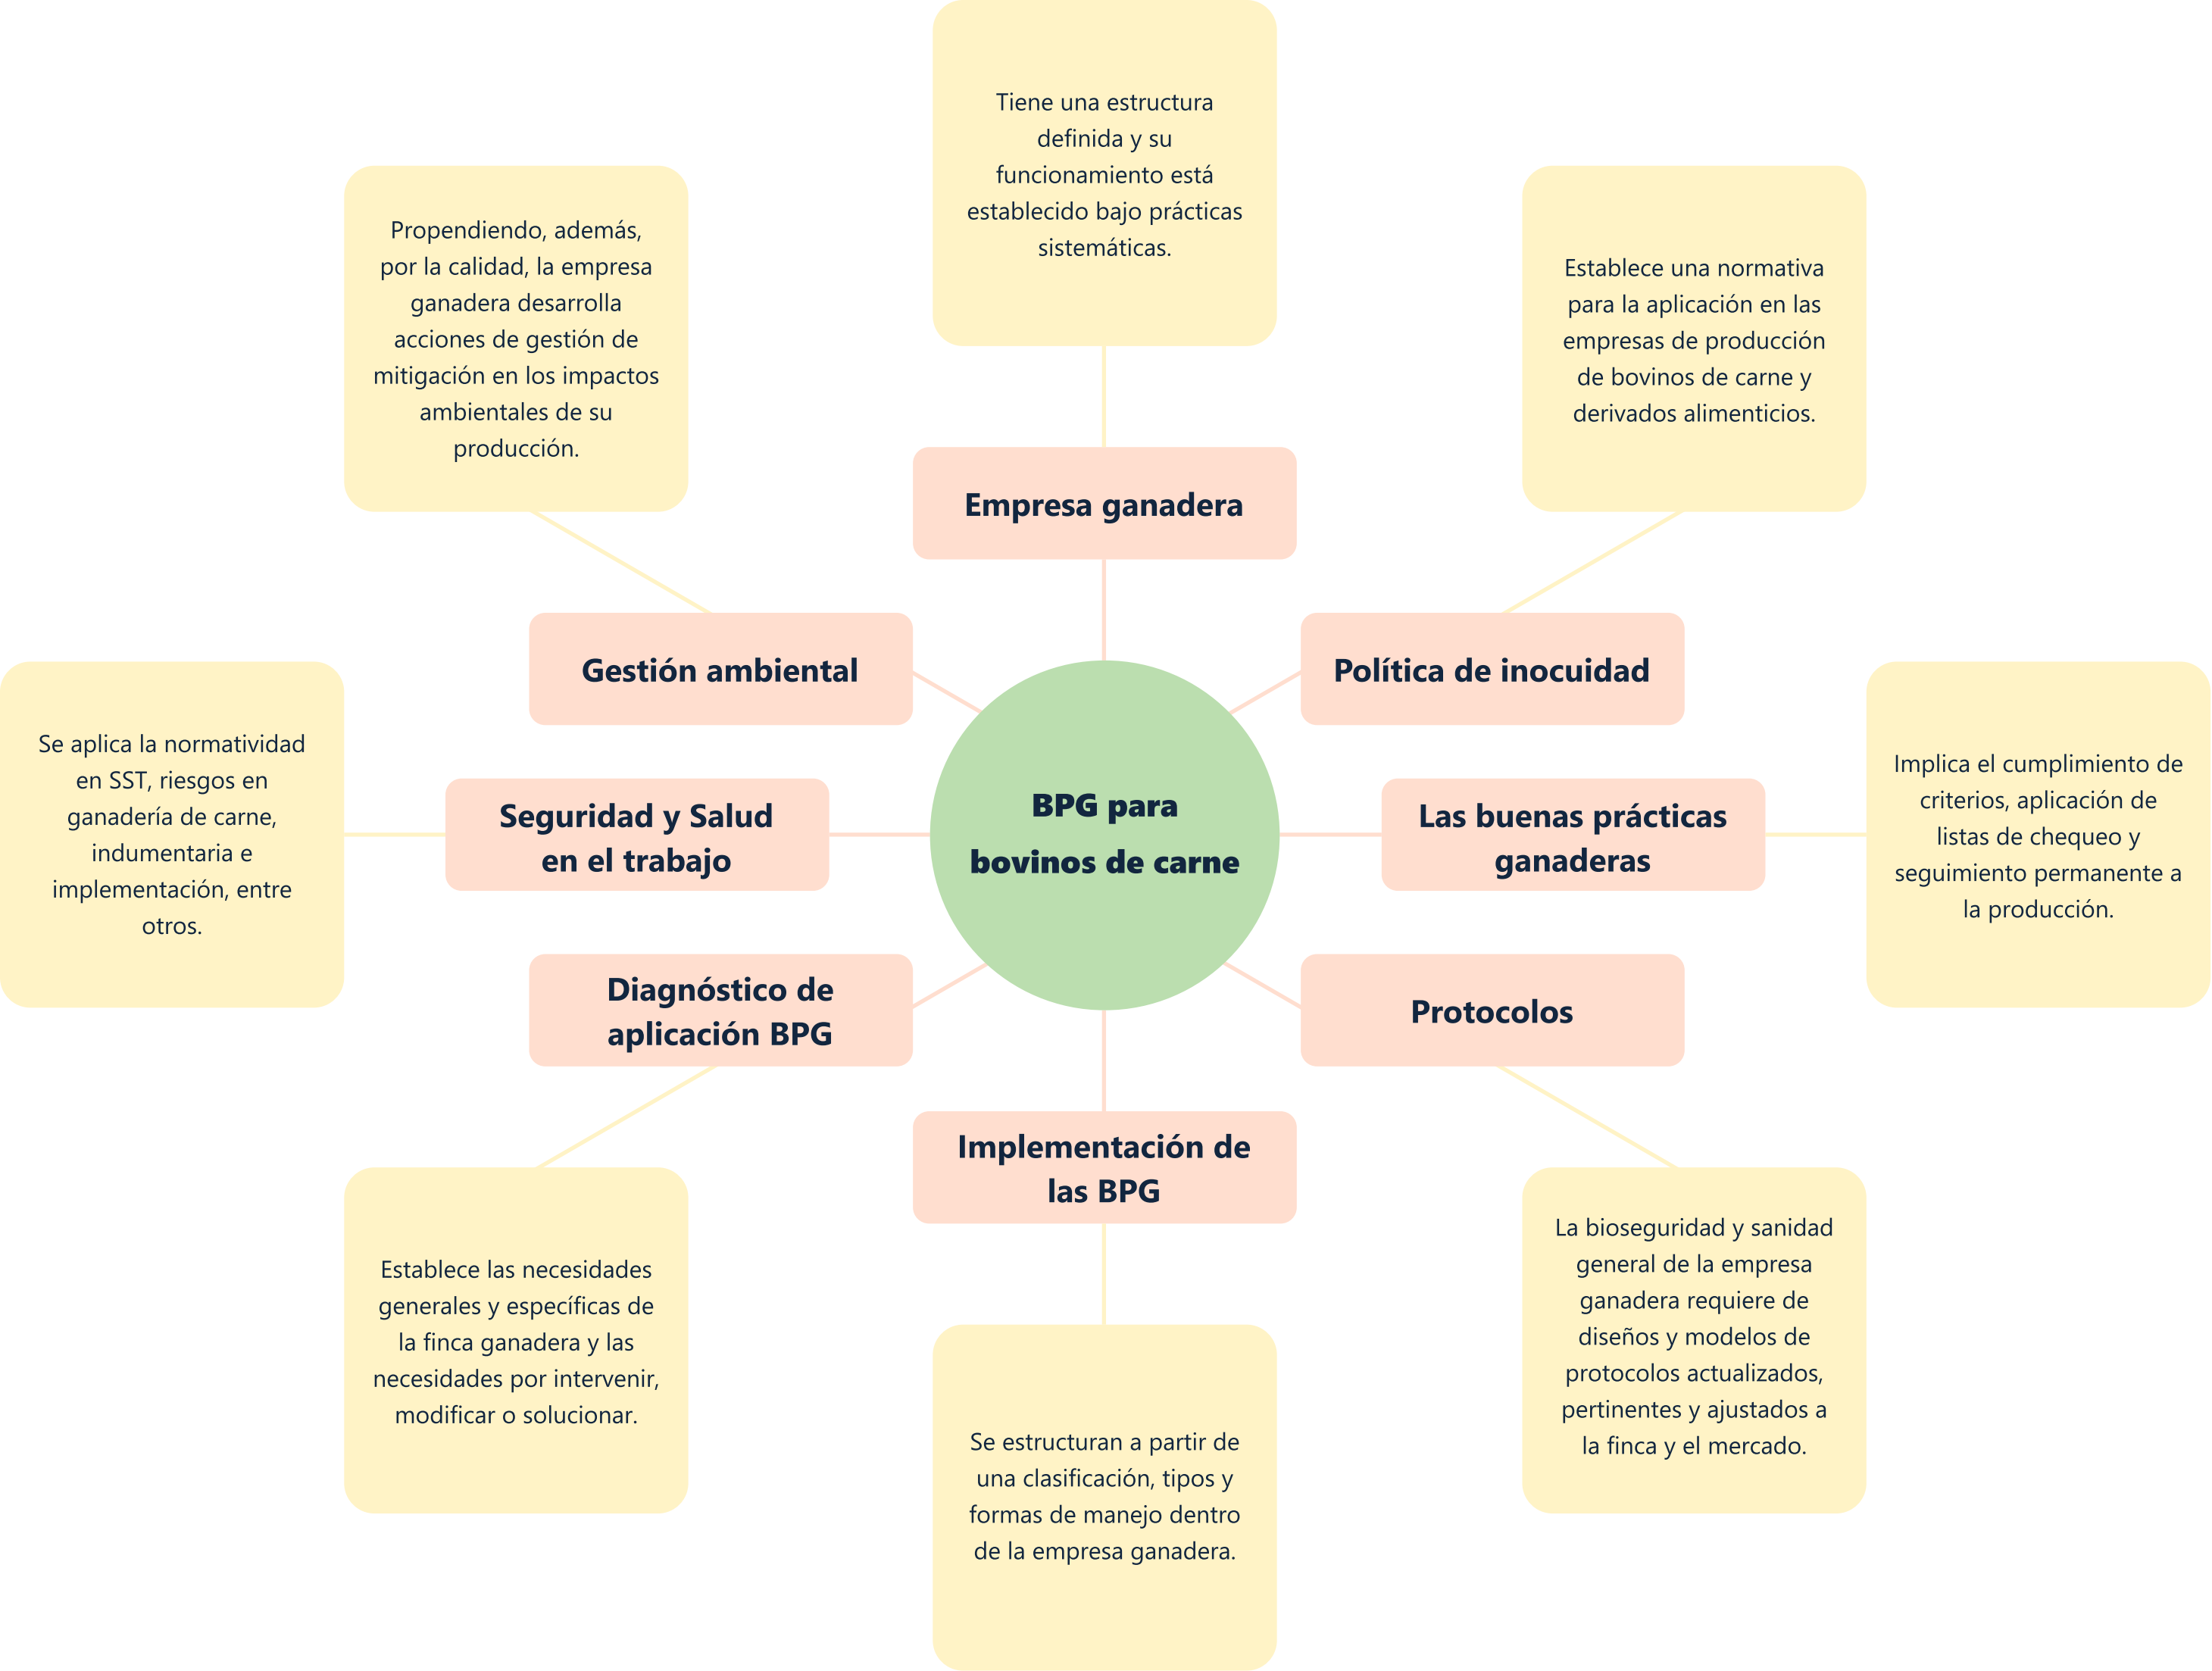 Tiene una estructura
definida y su
funcionamiento está
establecido bajo prácticas
sistemáticas.
Empresa ganadera
Establece una normativa
para la aplicación en las
empresas de producción
de bovinos de carne y
derivados alimenticios.
Política de inocuidad
Implica el cumplimiento de
criterios, aplicación de
listas de chequeo y
seguimiento permanente a
la producción.
Las buenas prácticas
ganaderas
La bioseguridad y sanidad
general de la empresa
ganadera requiere de
diseños y modelos de
protocolos actualizados,
pertinentes y ajustados a
la finca y el mercado.
Protocolos
Se estructuran a partir de
una clasificación, tipos y
formas de manejo dentro
de la empresa ganadera.
Implementación de
las BPG
Establece las necesidades
generales y específicas de
la finca ganadera y las
necesidades por intervenir,
modificar o solucionar.
Diagnóstico de
aplicación BPG
Se aplica la normatividad
en SST, riesgos en
ganadería de carne,
indumentaria e
implementación, entre
otros.
Seguridad y Salud
en el trabajo
Propendiendo, además,
por la calidad, la empresa
ganadera desarrolla
acciones de gestión de
mitigación en los impactos
ambientales de su
producción.
Gestión ambiental
BPG para
bovinos de carne